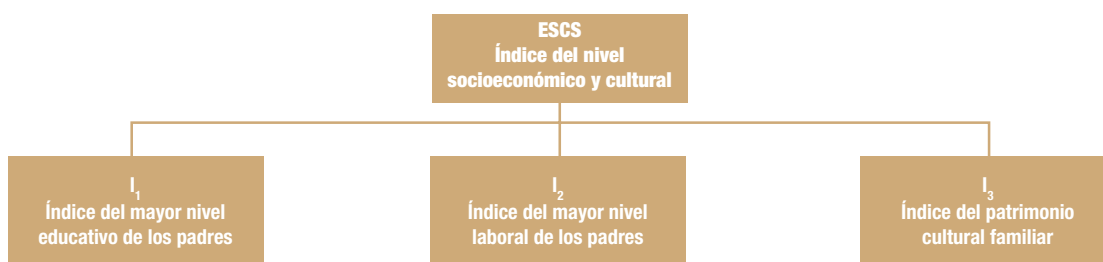 ESCS
Índice del nivel
socioeconómico y cultural
I₁
Índice del mayor nivel
educativo de los padres
I₂
Índice del mayor nivel
laboral de los padres
I₃
Índice del patrimonio
cultural familiar